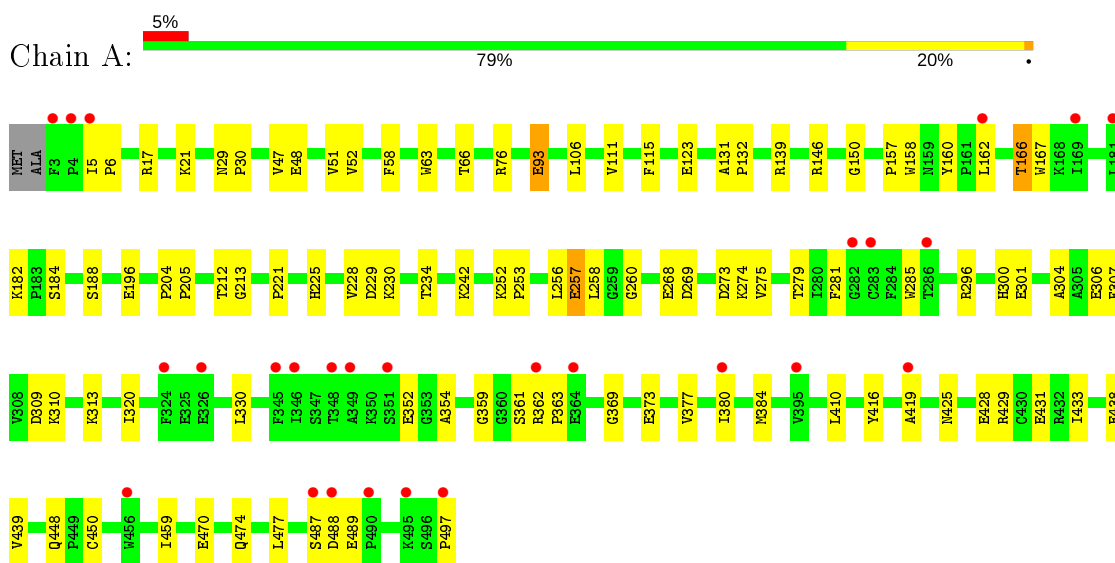 5%
Chain A:
79% 20% •
MET ALA F3 P4 I5 P6 R17 K21 N29 P30 V47 E48 V51 V52 F58 W63 T66 R76 E93 L106 V111 F115 E123 A131 P132 R139 R146 G150 P157 W158 N159 Y160 P161 L162 T166 W167 K168 I169 L181
K182 P183 S184 S188 E196 P204 P205 T212 G213 P221 H225 V228 D229 K230 T234 K242 K252 P253 L256 E257 L258 G259 G260 E268 D269 D273 K274 V275 T279 I280 F281 G282 C283 F284 W285 T286 R296 H300 E301 A304 A305 E306 E307
V308 D309 K310 K313 I320 F324 E325 E326 L330 F345 I346 S347 T348 A349 K350 S351 E352 G353 A354 G359 G360 S361 R362 P363 E364 G369 E373 V377 I380 M384 V395 L410 Y416 A419 N425 E428 R429 C430 E431 R432 I433
V439 Q448 P449 C450 W456 I459 E470 Q474 L477 S487 D488 E489 P490 K495 S496 P497